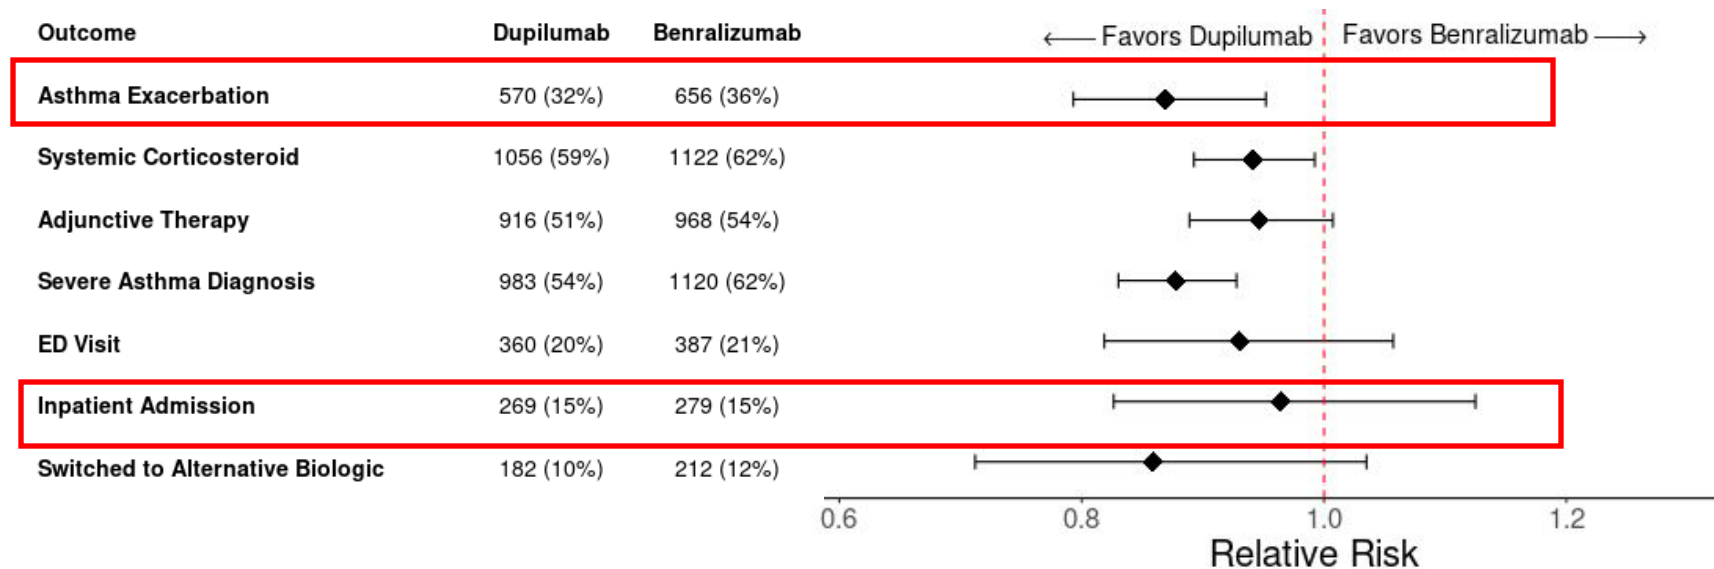 Outcome Dupilumab Benralizumab Favors Dupilumab Favors Benralizumab
Asthma Exacerbation 570 (32%) 656 (36%)
Systemic Corticosteroid 1056 (59%) 1122 (62%)
Adjunctive Therapy 916 (51%) 968 (54%)
Severe Asthma Diagnosis 983 (54%) 1120 (62%)
ED Visit 360 (20%) 387 (21%)
Inpatient Admission 269 (15%) 279 (15%)
Switched to Alternative Biologic 182 (10%) 212 (12%)
0.6 0.8 1.0 1.2
Relative Risk